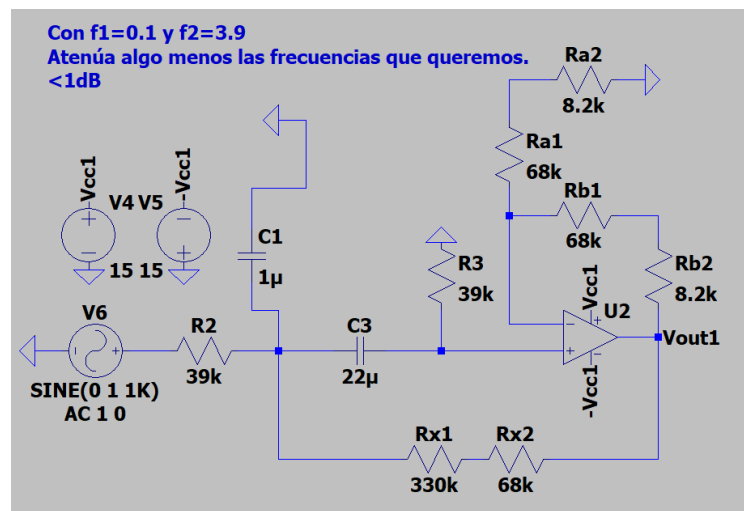 Con f1=0.1 y f2=3.9
Atenúa algo menos las frecuencias que queremos.
<1dB
Ra2
8.2k
Ra1
68k
Rb1
68k
Rb2
8.2k
Vcc1
-Vcc1
V4 V5
15 15
C1
1µ
R3
39k
Vcc1
U2
Vout1
-Vcc1
V6
R2
39k
C3
22µ
SINE(0 1 1K)
AC 1 0
Rx1
330k
Rx2
68k